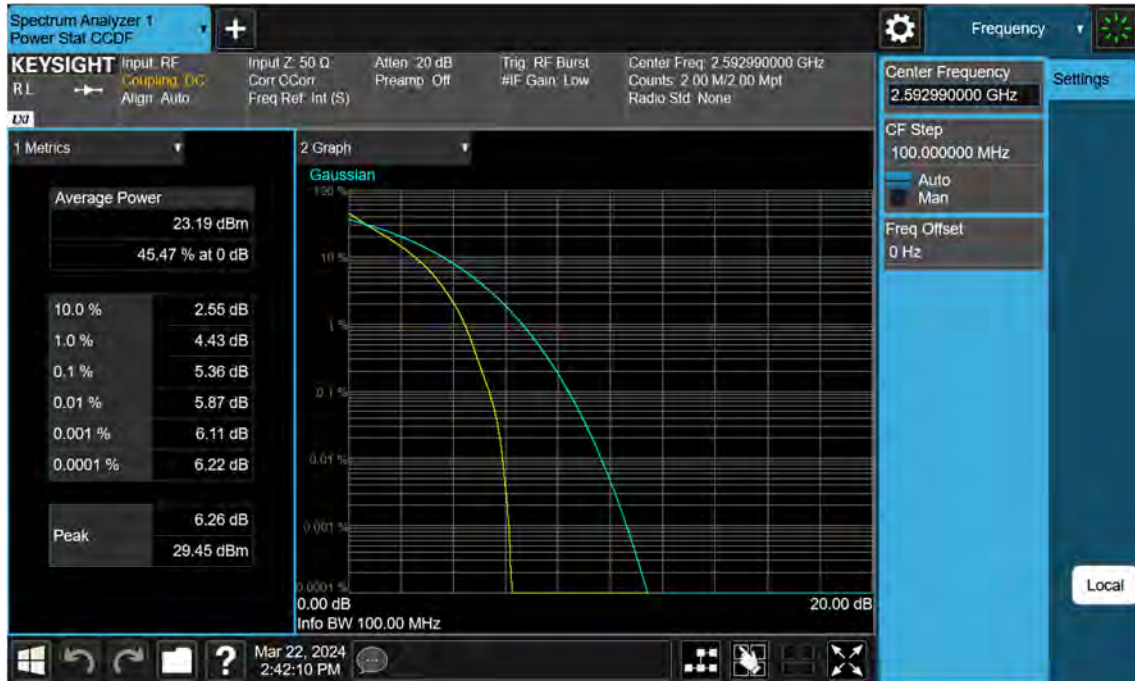 Spectrum Analyzer 1
Power Stat CCDF
+
Frequency
KEYSIGHT
RL
LXI
Input: RF
Coupling: DC
Align: Auto
Input Z: 50 Ω
Corr CCorr
Freq Ref: Int (S)
Atten: 20 dB
Preamp: Off
Trig: RF Burst
#IF Gain: Low
Center Freq: 2.592990000 GHz
Counts: 2.00 M/2.00 Mpt
Radio Std: None
Center Frequency
2.592990000 GHz
Settings
CF Step
100.000000 MHz
Auto
Man
Freq Offset
0 Hz
1 Metrics
Average Power
23.19 dBm
45.47 % at 0 dB
10.0 % 2.55 dB
1.0 % 4.43 dB
0.1 % 5.36 dB
0.01 % 5.87 dB
0.001 % 6.11 dB
0.0001 % 6.22 dB
Peak
6.26 dB
29.45 dBm
2 Graph
Gaussian
100 %
10 %
1 %
0.1 %
0.01 %
0.001 %
0.0001 %
0.00 dB 20.00 dB
Info BW 100.00 MHz
Local
?
Mar 22, 2024
2:42:10 PM